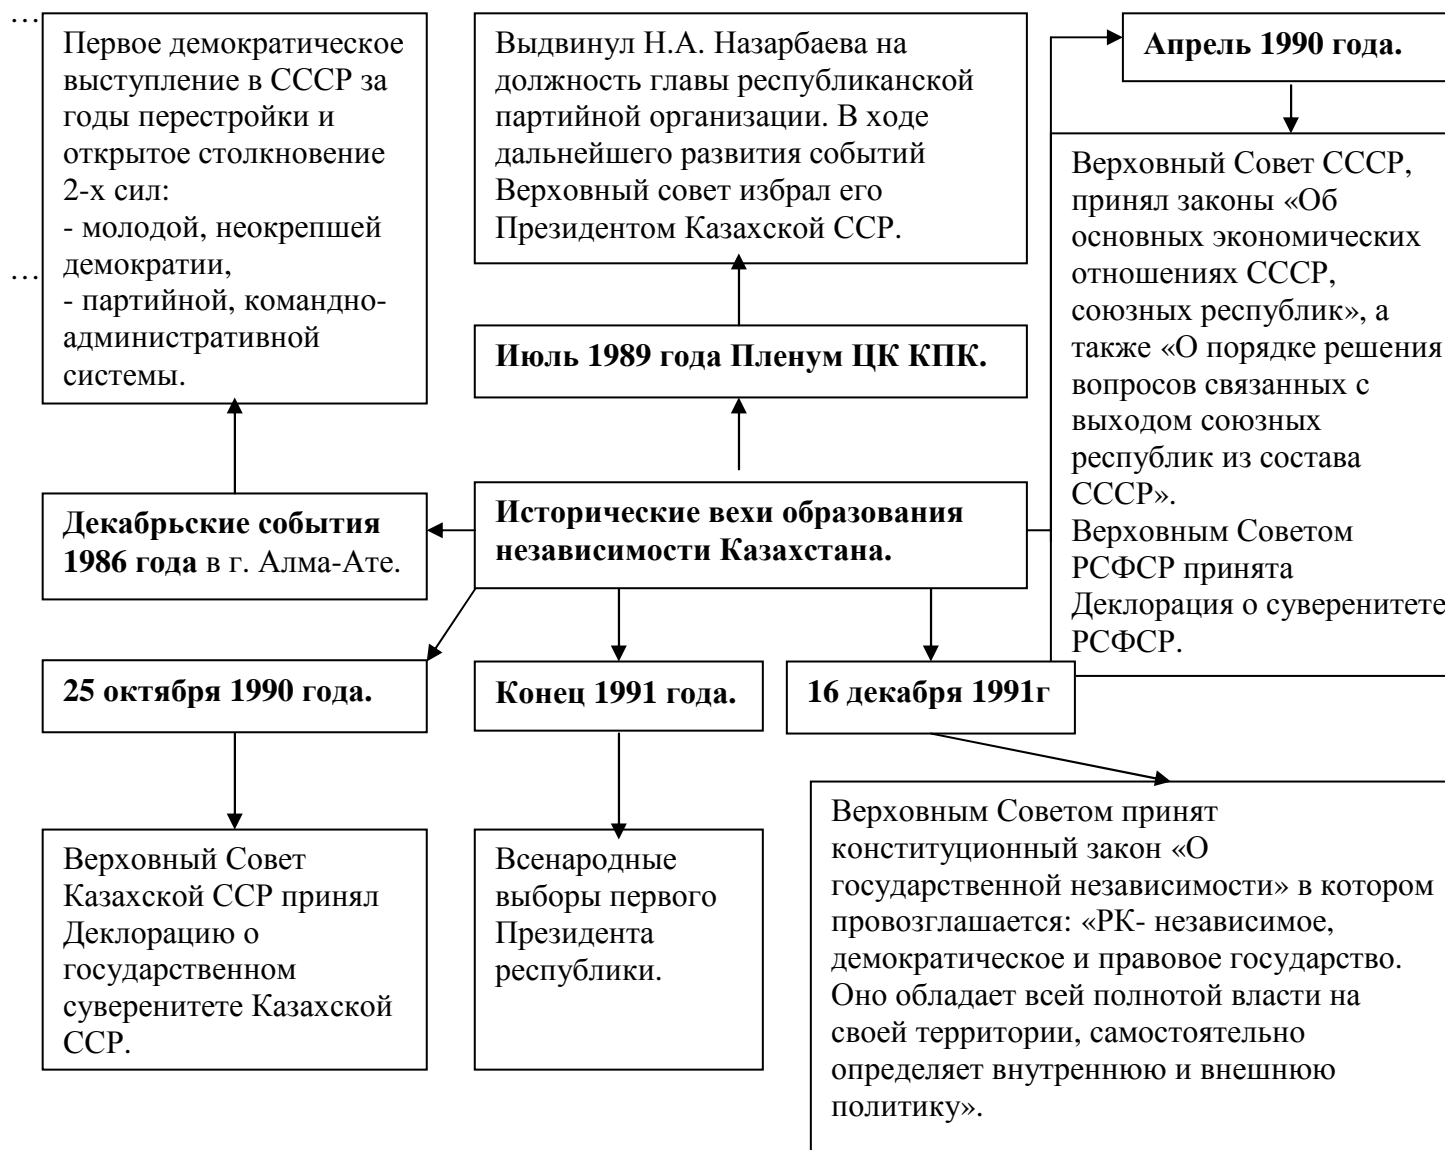 …
Первое демократическое
выступление в СССР за
годы перестройки и
открытое столкновение
2-х сил:
- молодой, неокрепшей
демократии,
…
- партийной, командно-
административной
системы.
Выдвинул Н.А. Назарбаева на
должность главы республиканской
партийной организации. В ходе
дальнейшего развития событий
Верховный совет избрал его
Президентом Казахской ССР.
Апрель 1990 года.
Верховный Совет СССР,
принял законы «Об
основных экономических
отношениях СССР,
союзных республик», а
также «О порядке решения
вопросов связанных с
выходом союзных
республик из состава
СССР».
Верховным Советом
РСФСР принята
Деклорация о суверенитете
РСФСР.
Июль 1989 года Пленум ЦК КПК.
Декабрьские события
1986 года в г. Алма-Ате.
Исторические вехи образования
независимости Казахстана.
25 октября 1990 года.
Конец 1991 года.
16 декабря 1991г
Верховный Совет
Казахской ССР принял
Деклорацию о
государственном
суверенитете Казахской
ССР.
Всенародные
выборы первого
Президента
республики.
Верховным Советом принят
конституционный закон «О
государственной независимости» в котором
провозглашается: «РК- независимое,
демократическое и правовое государство.
Оно обладает всей полнотой власти на
своей территории, самостоятельно
определяет внутреннюю и внешнюю
политику».